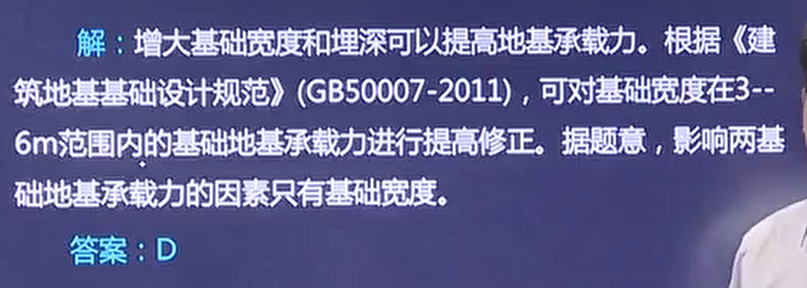 解：增大基础宽度和埋深可以提高地基承载力。根据《建
筑地基基础设计规范》(GB50007-2011)，可对基础宽度在3--
6m范围内的基础地基承载力进行提高修正。据题意，影响两基
础地基承载力的因素只有基础宽度。
答案：D